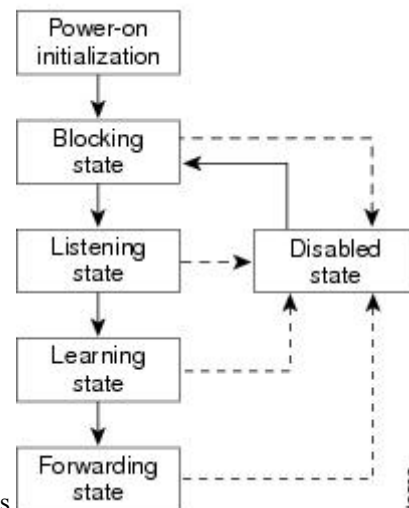 Power-on
initialization
Blocking
state
Listening
state
Disabled
state
Learning
state
Forwarding
state
s